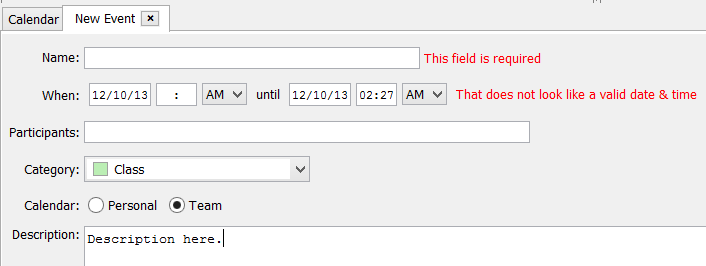 Calendar New Event ×
Name: This field is required
When: 12/10/13 : AM until 12/10/13 02:27 AM That does not look like a valid date & time
Participants:
Category: Class
Calendar: Personal Team
Description: Description here.